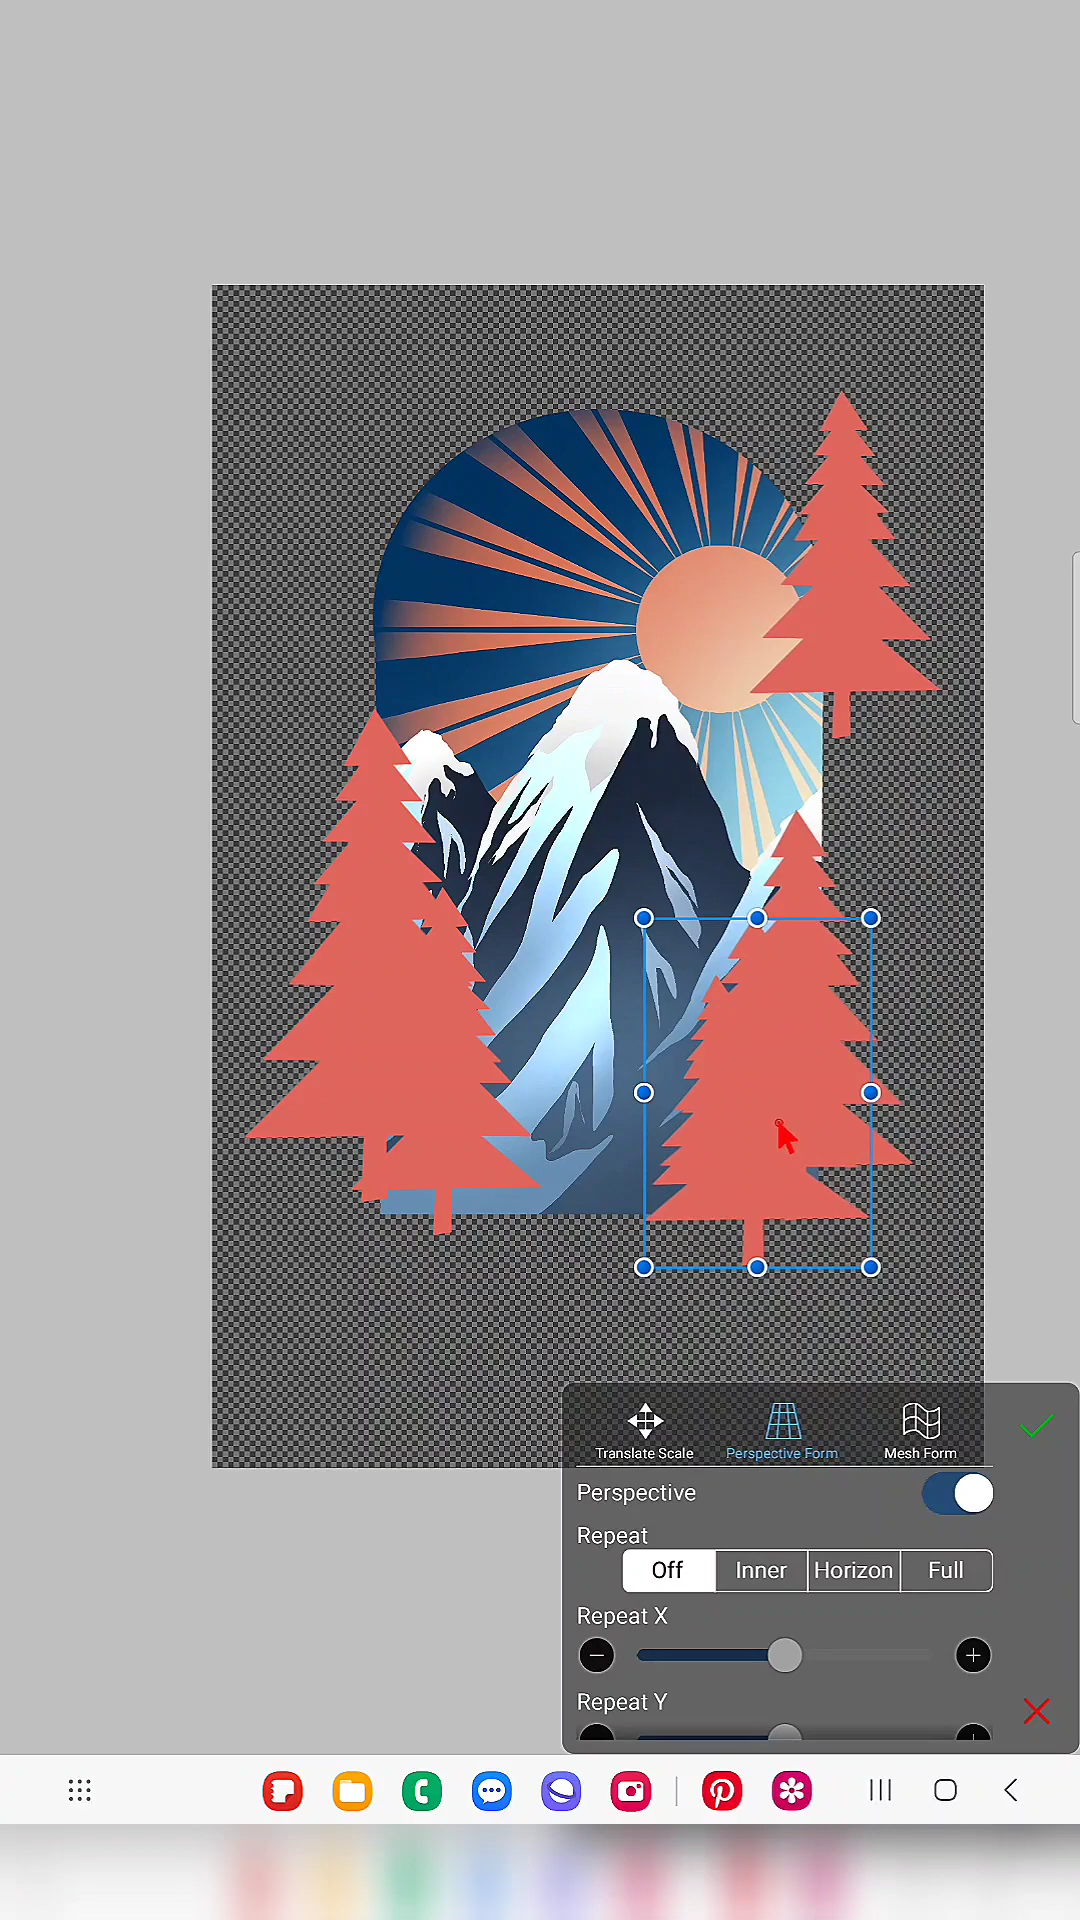 Translate Scale
Perspective Form
Mesh Form
Perspective
Repeat
Off
Inner
Horizon
Full
Repeat X
Repeat Y